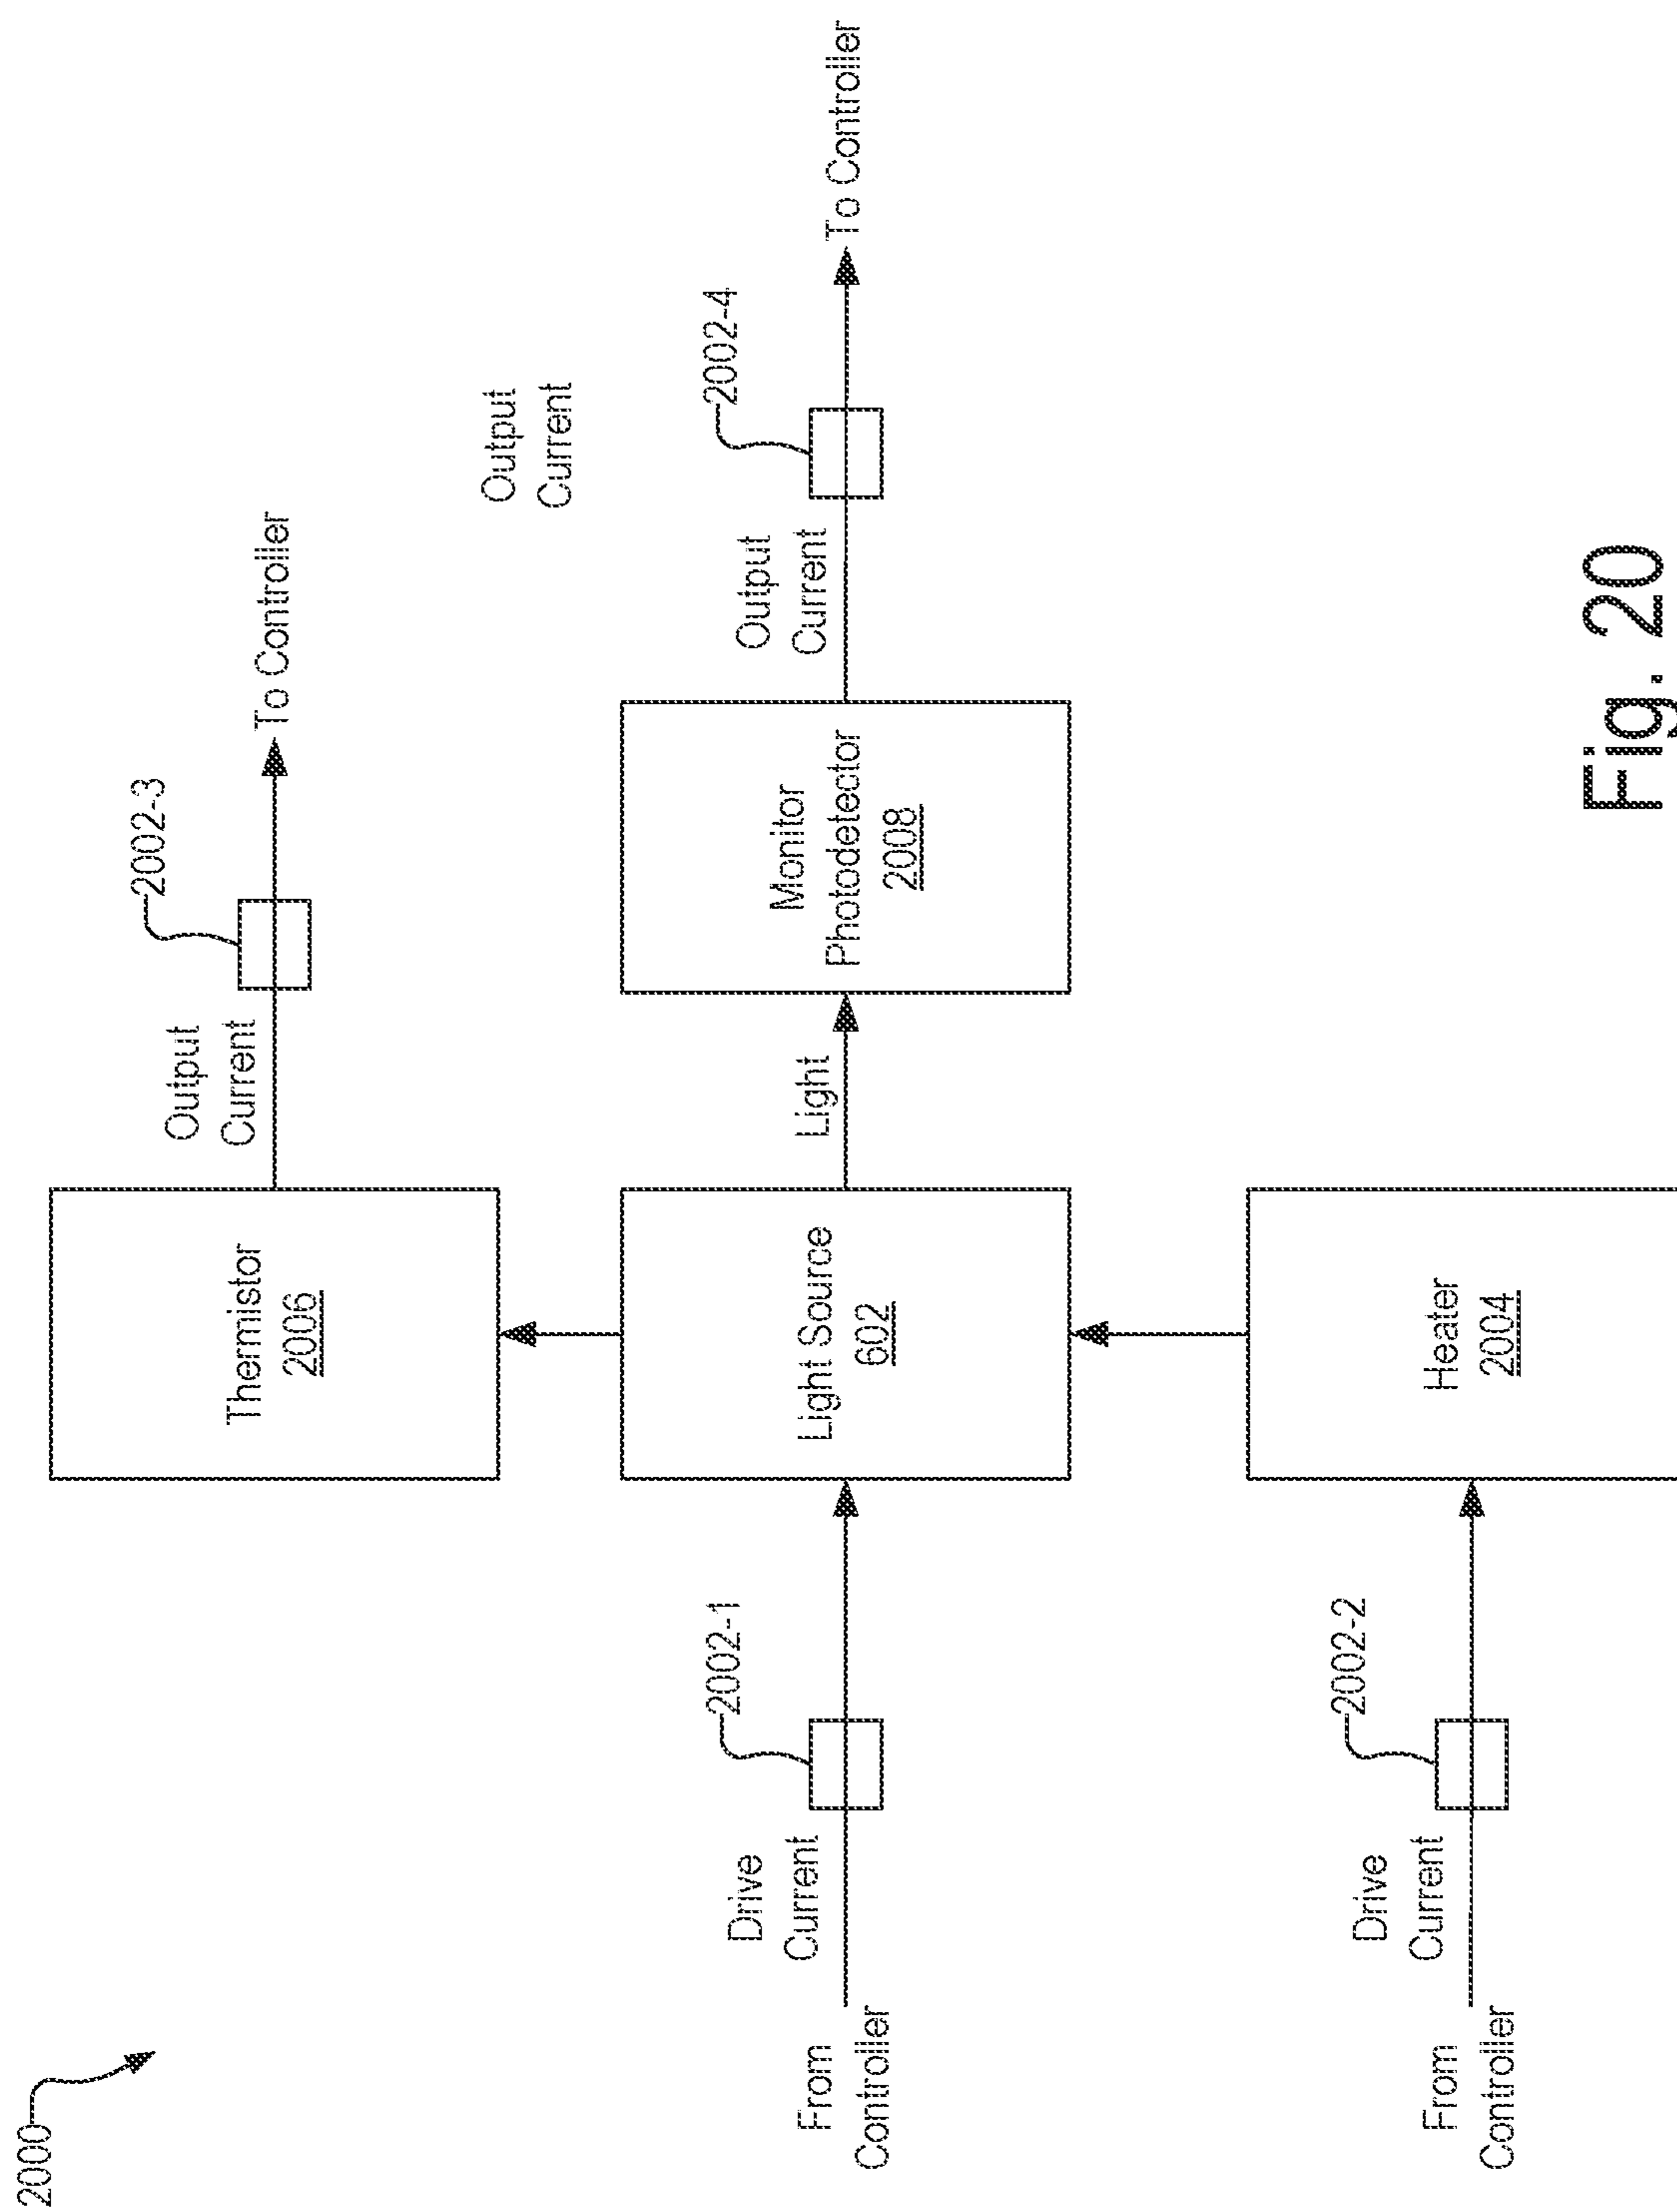 2000
Thermistor
2006
Output
Current
2002-3
To Controller
From
Controller
Drive
Current
2002-1
Light Source
602
Light
Monitor
Photodetector
2008
Output
Current
2002-4
To Controller
Output
Current
From
Controller
Drive
Current
2002-2
Heater
2004
Fig. 20